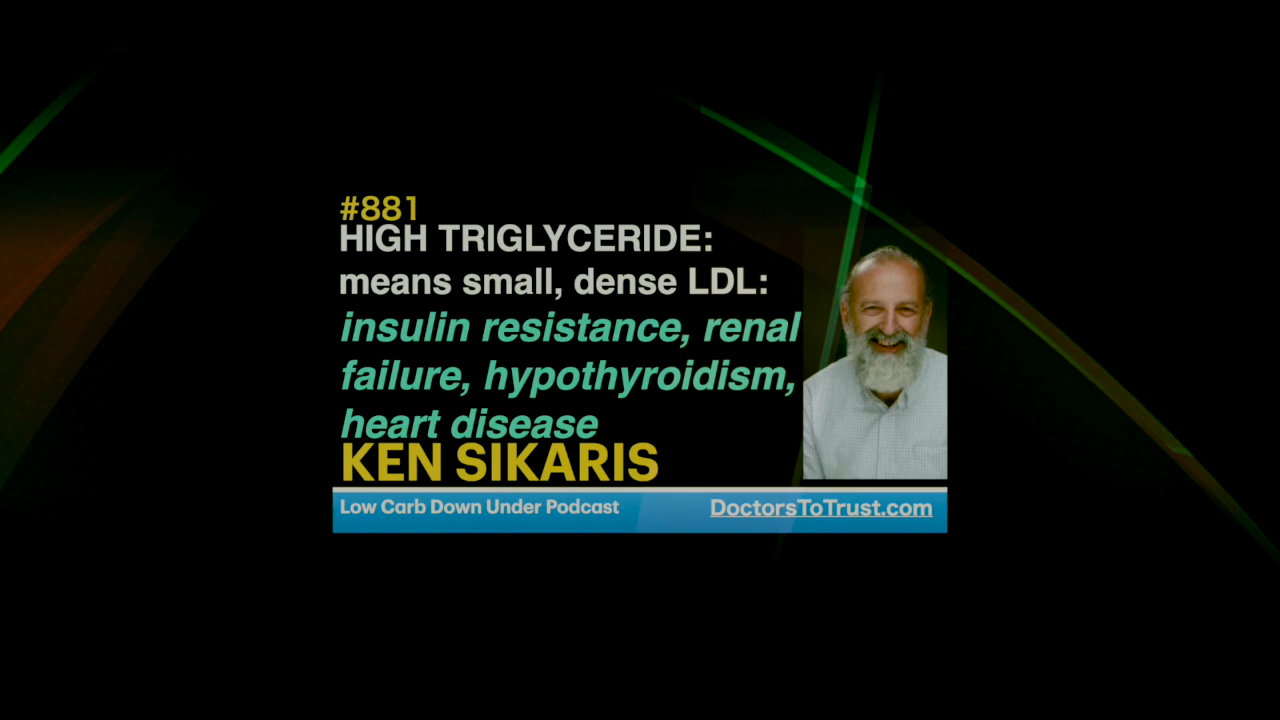 #881
HIGH TRIGLYCERIDE:
means small, dense LDL:
insulin resistance, renal
failure, hypothyroidism,
heart disease
KEN SIKARIS
Low Carb Down Under Podcast
DoctorsToTrust.com